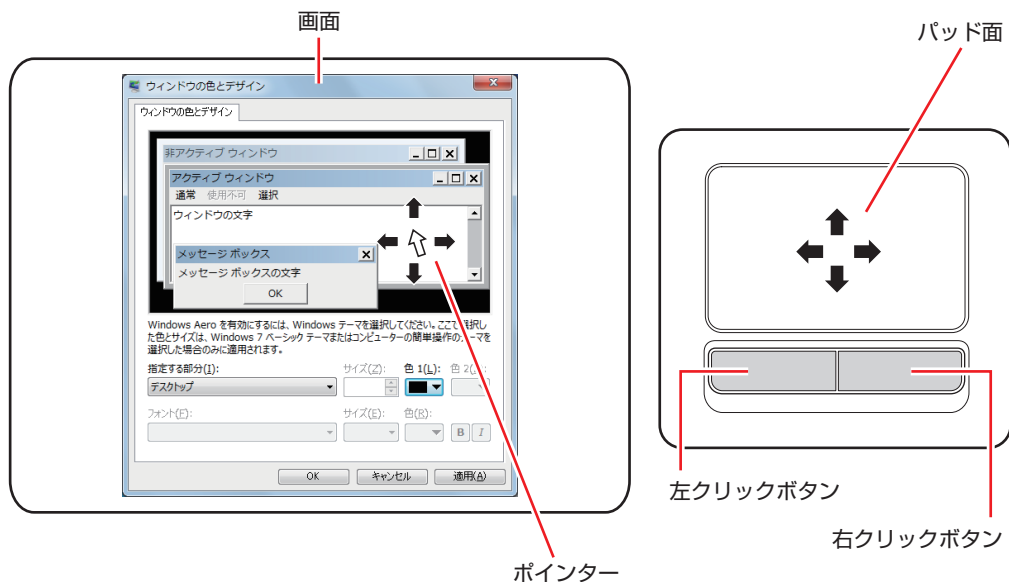 画面
パッド面
ウィンドウの色とデザイン
ウィンドウの色とデザイン
非アクティブ ウィンドウ
アクティブ ウィンドウ
通常 使用不可 選択
ウィンドウの文字
メッセージ ボックス
メッセージ ボックスの文字
OK
Windows Aero を有効にするには、Windows テーマを選択してください。ここで選択し
た色とサイズは、Windows 7 ベーシック テーマまたはコンピューターの簡単操作のテーマを
選択した場合のみに適用されます。
指定する部分(I): サイズ(Z): 色 1(L): 色 2(
デスクトップ
フォント(F): サイズ(E): 色(R):
B I
OK キャンセル 適用(A)
左クリックボタン
右クリックボタン
ポインター